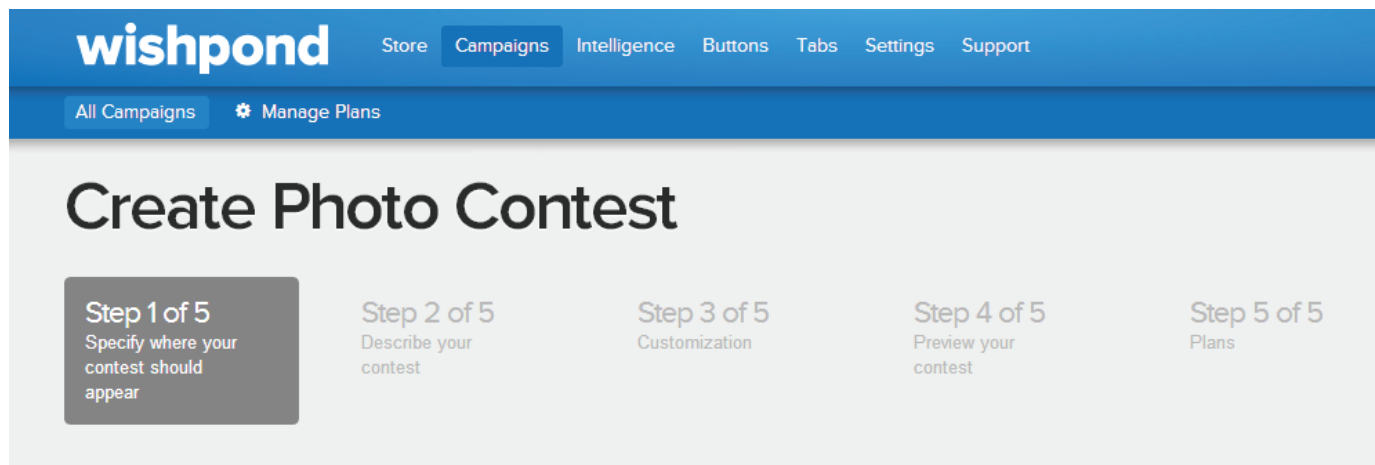 wishpond Store Campaigns Intelligence Buttons Tabs Settings Support
All Campaigns Manage Plans
Create Photo Contest
Step 1 of 5
Specify where your
contest should
appear
Step 2 of 5
Describe your
contest
Step 3 of 5
Customization
Step 4 of 5
Preview your
contest
Step 5 of 5
Plans